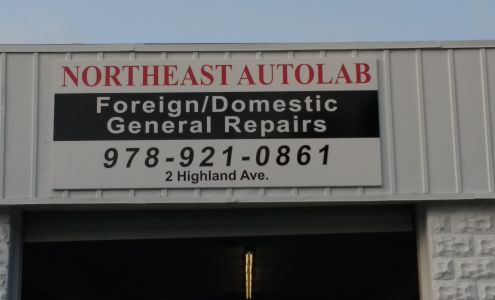 NORTHEAST AUTOLAB
Foreign/Domestic
General Repairs
978-921-0861
2 Highland Ave.